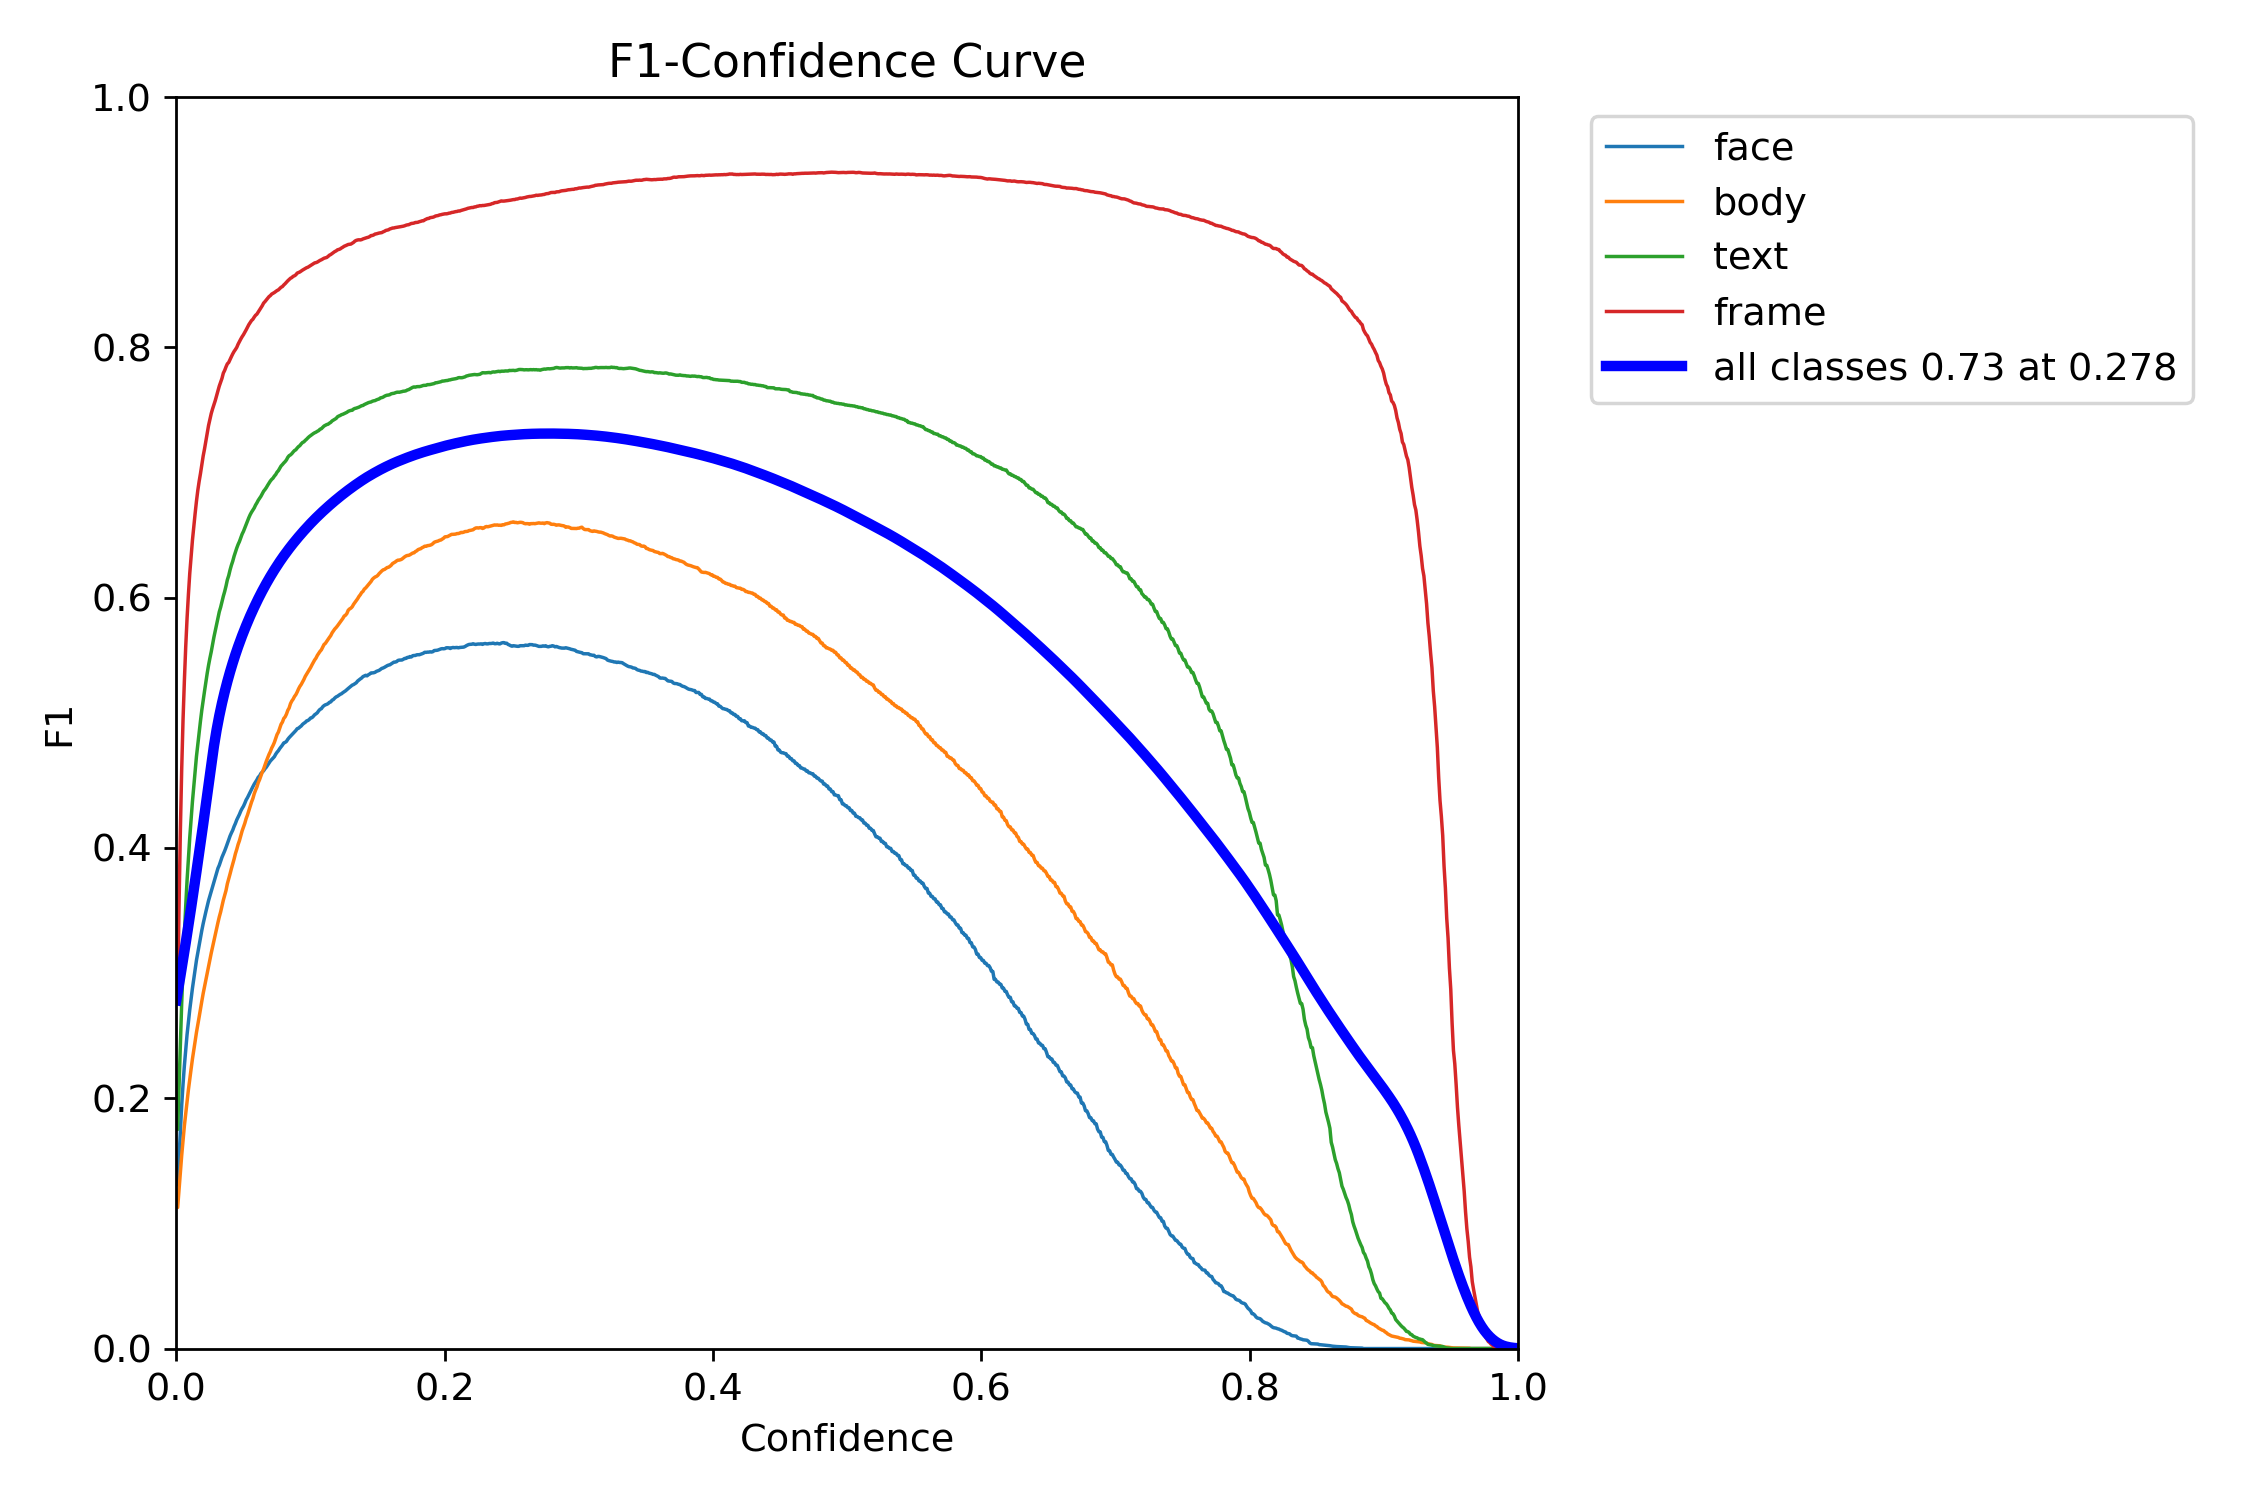 F1-Confidence Curve
1.0
0.8
0.6
0.4
0.2
0.0
F1
0.0 0.2 0.4 0.6 0.8 1.0
Confidence
face
body
text
frame
all classes 0.73 at 0.278